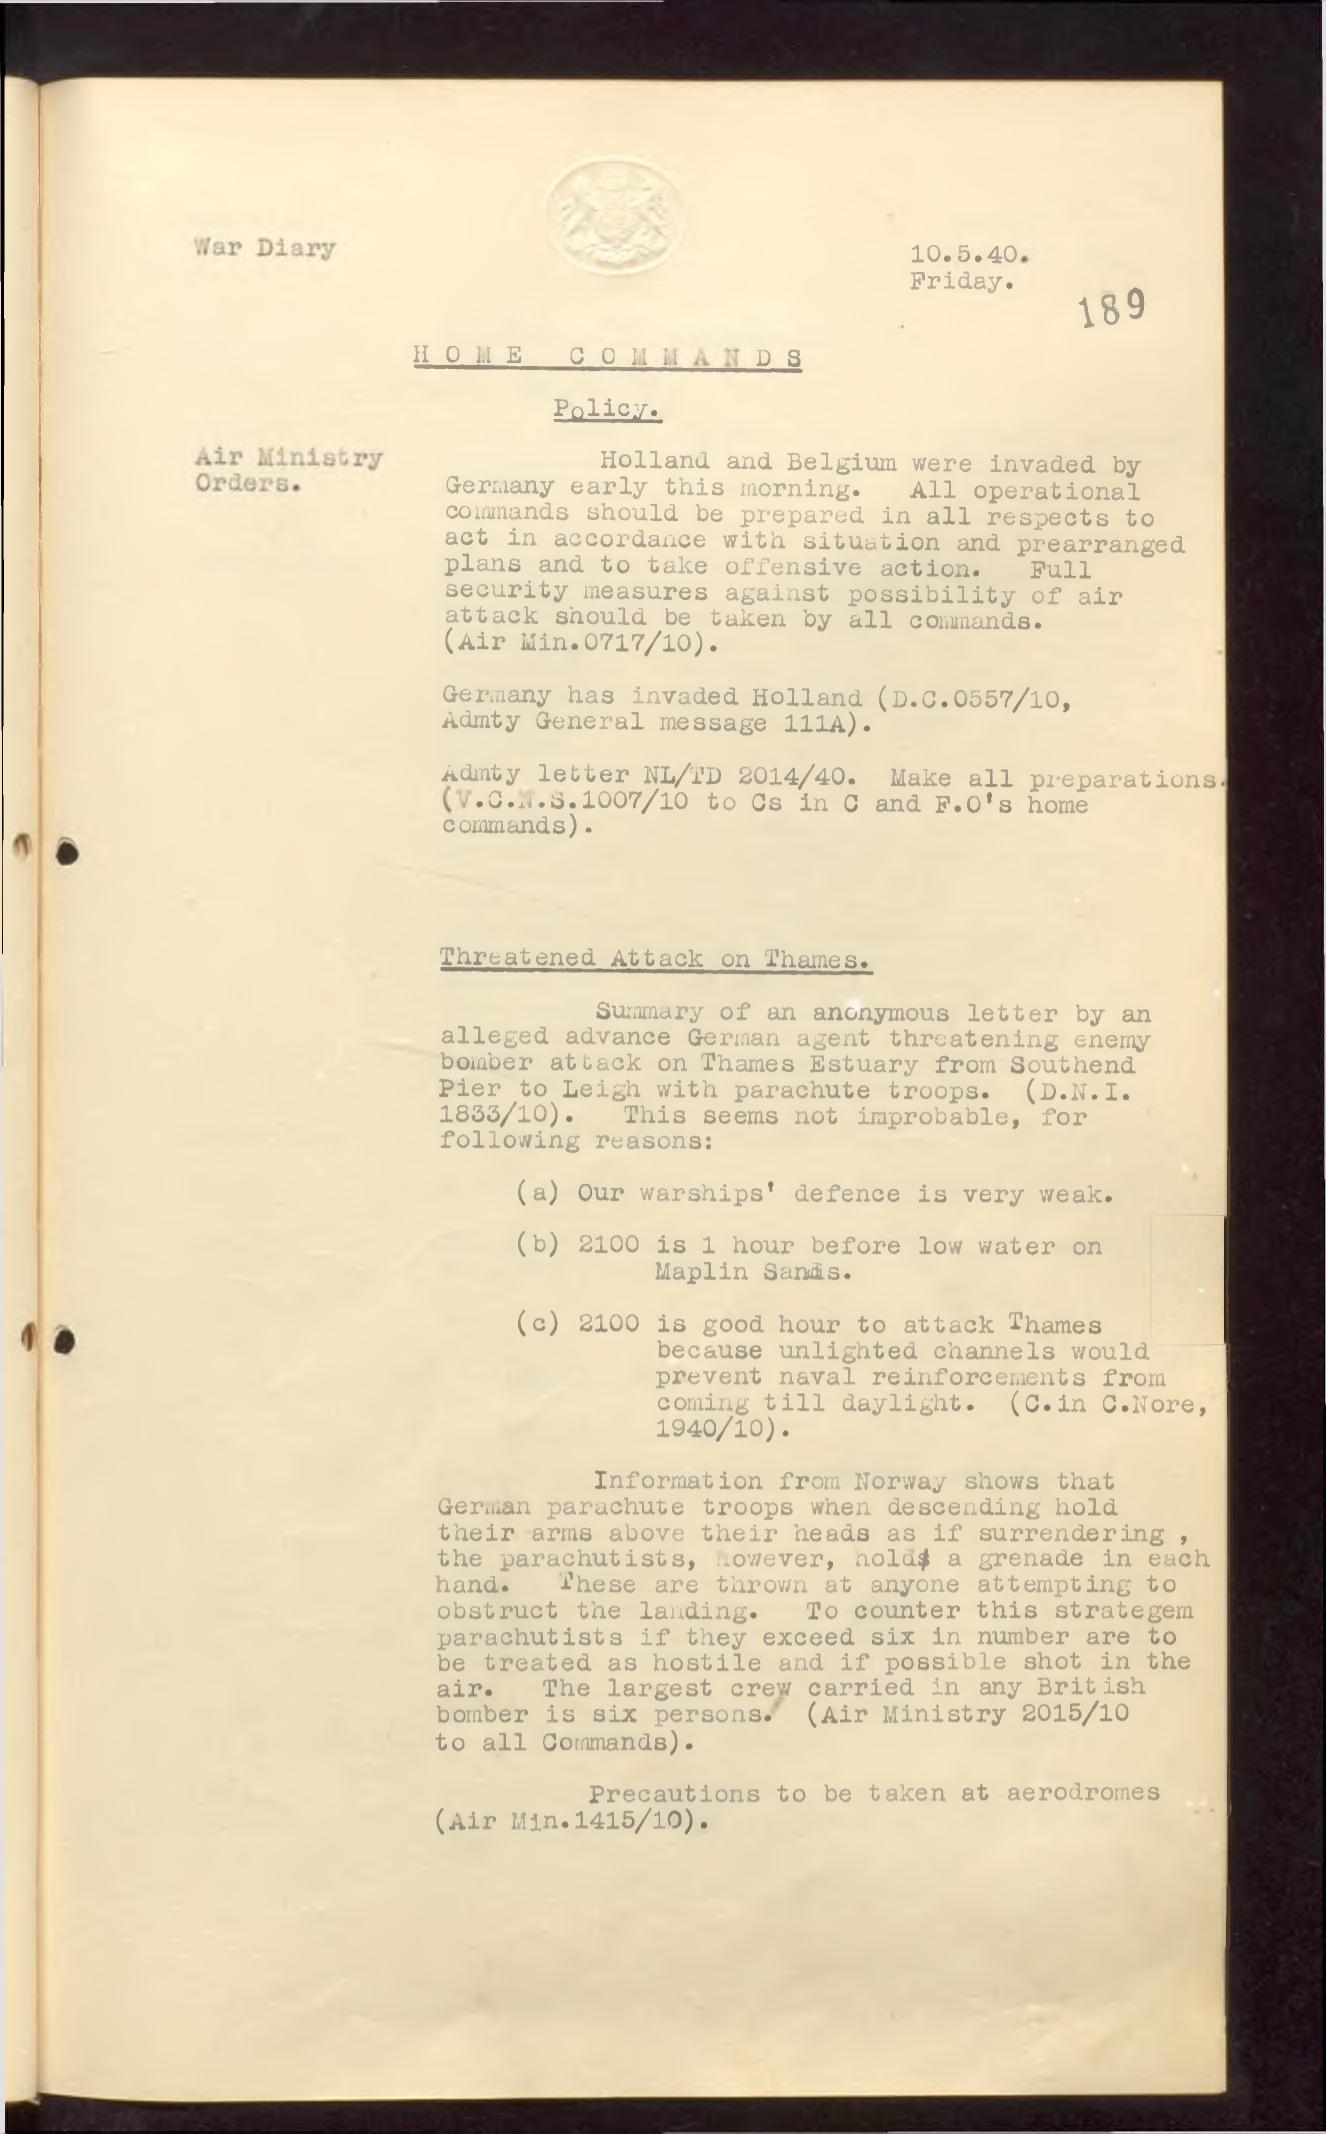 War Diary
10.5.40.
Friday.
189
HOME COMMANDS
Policy.
Air Ministry
Orders.
Holland and Belgium were invaded by
Germany early this morning. All operational
commands should be prepared in all respects to
act in accordance with situation and prearranged
plans and to take offensive action. Full
security measures against possibility of air
attack should be taken by all commands.
(Air Min.0717/10).
Germany has invaded Holland (D.C.0557/10,
Admty General message 111A).
Admty letter NL/TD 2014/40. Make all preparations.
(V.C.N.S.1007/10 to Cs in C and F.O's home
commands).
Threatened Attack on Thames.
Summary of an anonymous letter by an
alleged advance German agent threatening enemy
bomber attack on Thames Estuary from Southend
Pier to Leigh with parachute troops. (D.N.I.
1833/10). This seems not improbable, for
following reasons:
(a) Our warships' defence is very weak.
(b) 2100 is 1 hour before low water on
Maplin Sands.
(c) 2100 is good hour to attack Thames
because unlighted channels would
prevent naval reinforcements from
coming till daylight. (C.in C.Nore,
1940/10).
Information from Norway shows that
German parachute troops when descending hold
their arms above their heads as if surrendering ,
the parachutists, however, hold a grenade in each
hand. These are thrown at anyone attempting to
obstruct the landing. To counter this strategem
parachutists if they exceed six in number are to
be treated as hostile and if possible shot in the
air. The largest crew carried in any British
bomber is six persons. (Air Ministry 2015/10
to all Commands).
Precautions to be taken at aerodromes
(Air Min.1415/10).